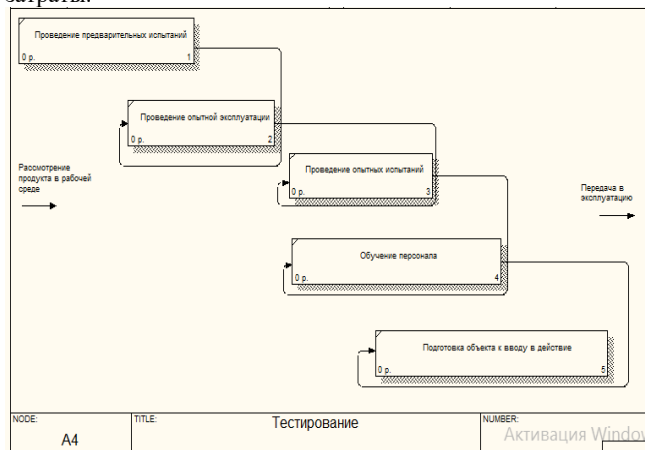 затраты.
Проведение предварительных испытаний
0 р.
1
Проведение опытной эксплуатации
0 р.
2
Проведение опытных испытаний
0 р.
3
Рассмотрение
продукта в рабочей
среде
Передача в
эксплуатацию
Обучение персонала
0 р.
4
Подготовка объекта к вводу в действие
0 р.
5
NODE:
TITLE:
NUMBER:
A4
Тестирование
Активация Window